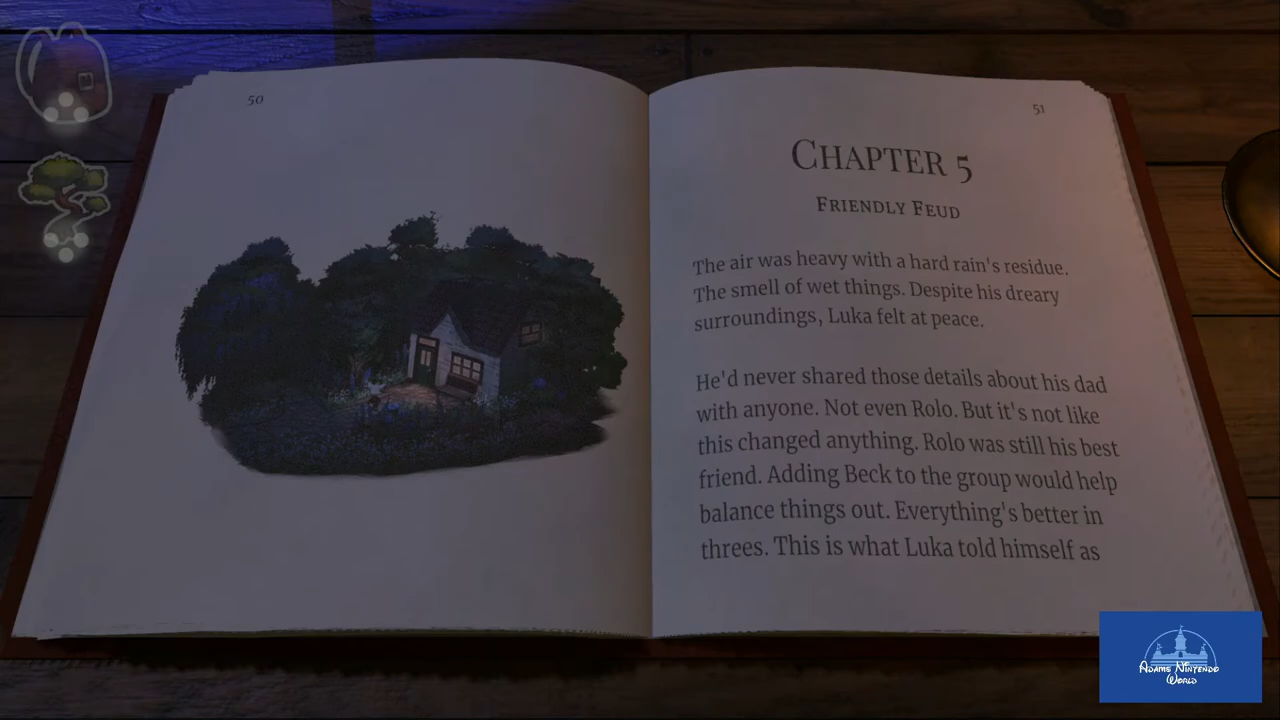 50
51
CHAPTER 5
FRIENDLY FEUD
The air was heavy with a hard rain's residue.
The smell of wet things. Despite his dreary
surroundings, Luka felt at peace.
He'd never shared those details about his dad
with anyone. Not even Rolo. But it's not like
this changed anything. Rolo was still his best
friend. Adding Beck to the group would help
balance things out. Everything's better in
threes. This is what Luka told himself as
ADAMS NINTENDO
WORLD